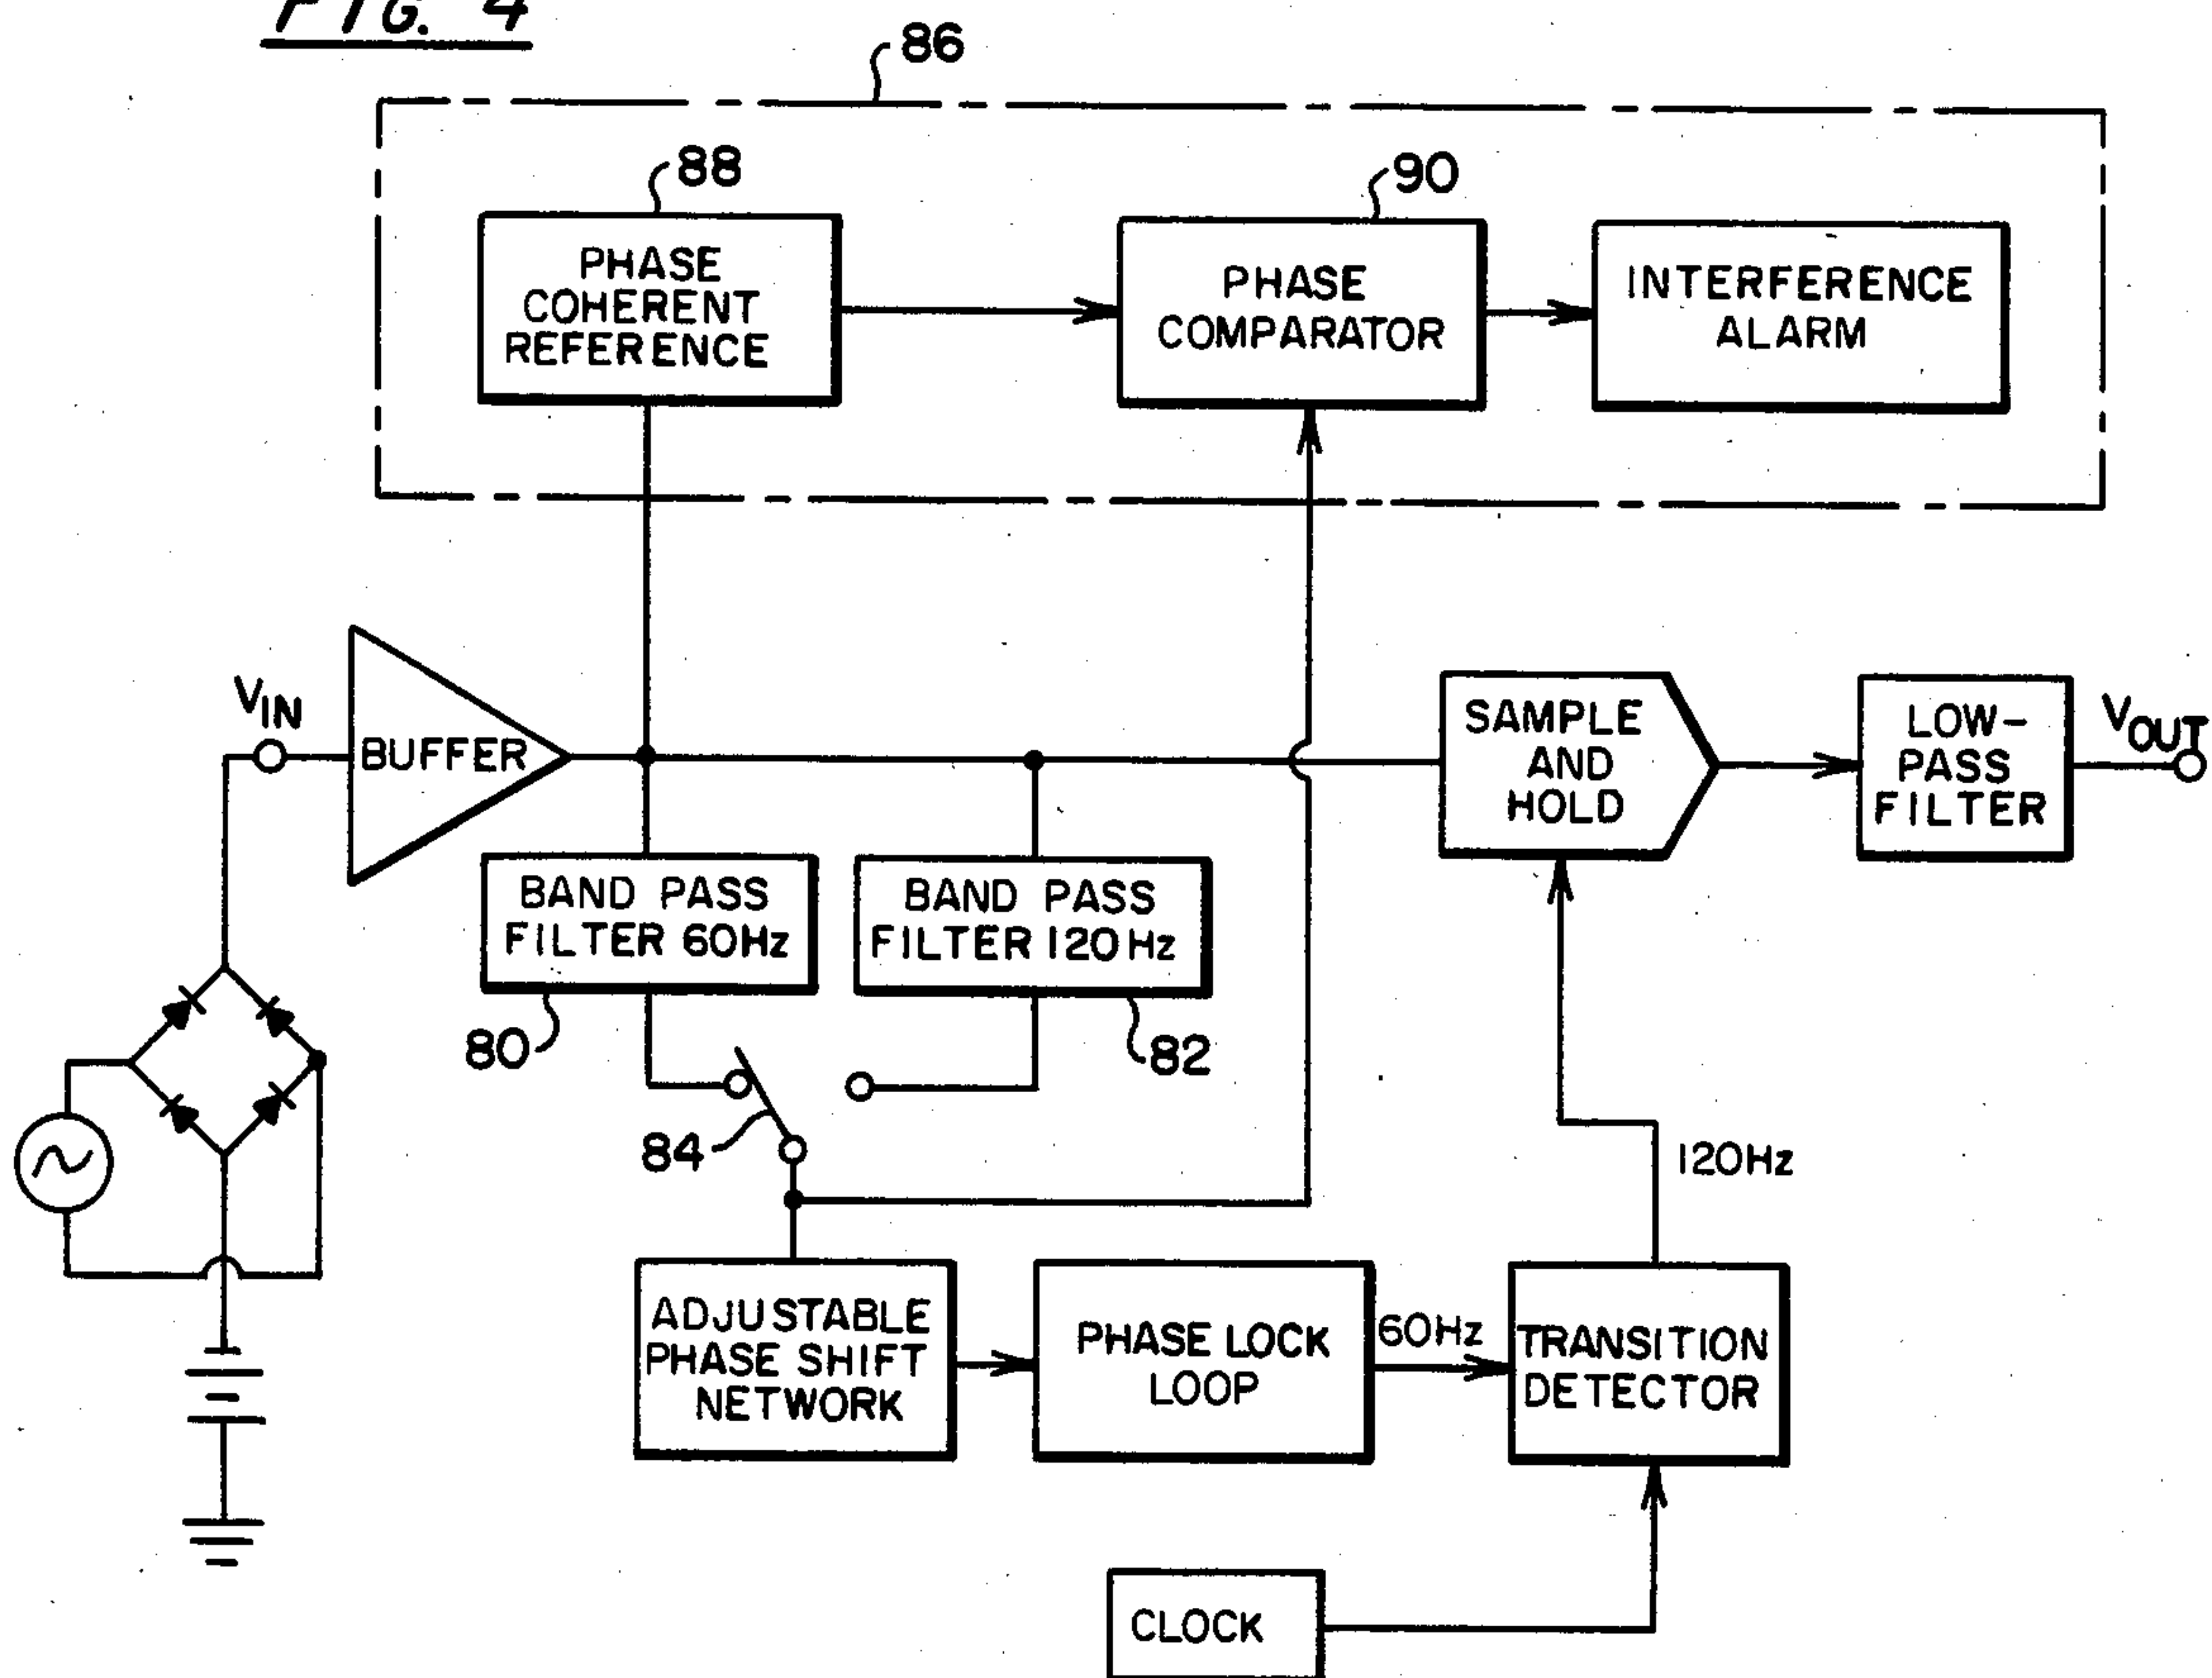 FIG. 4
86
88
90
PHASE
COHERENT
REFERENCE
PHASE
COMPARATOR
INTERFERENCE
ALARM
VIN
BUFFER
SAMPLE
AND
HOLD
LOW-
PASS
FILTER
VOUT
BAND PASS
FILTER 60Hz
BAND PASS
FILTER 120Hz
80
82
84
120Hz
ADJUSTABLE
PHASE SHIFT
NETWORK
PHASE LOCK
LOOP
60Hz
TRANSITION
DETECTOR
CLOCK